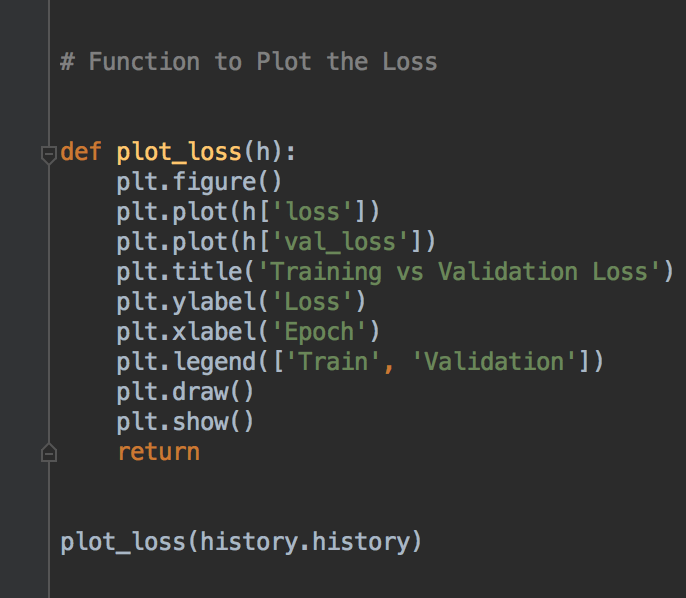 # Function to Plot the Loss
def plot_loss(h):
    plt.figure()
    plt.plot(h['loss'])
    plt.plot(h['val_loss'])
    plt.title('Training vs Validation Loss')
    plt.ylabel('Loss')
    plt.xlabel('Epoch')
    plt.legend(['Train', 'Validation'])
    plt.draw()
    plt.show()
    return
plot_loss(history.history)